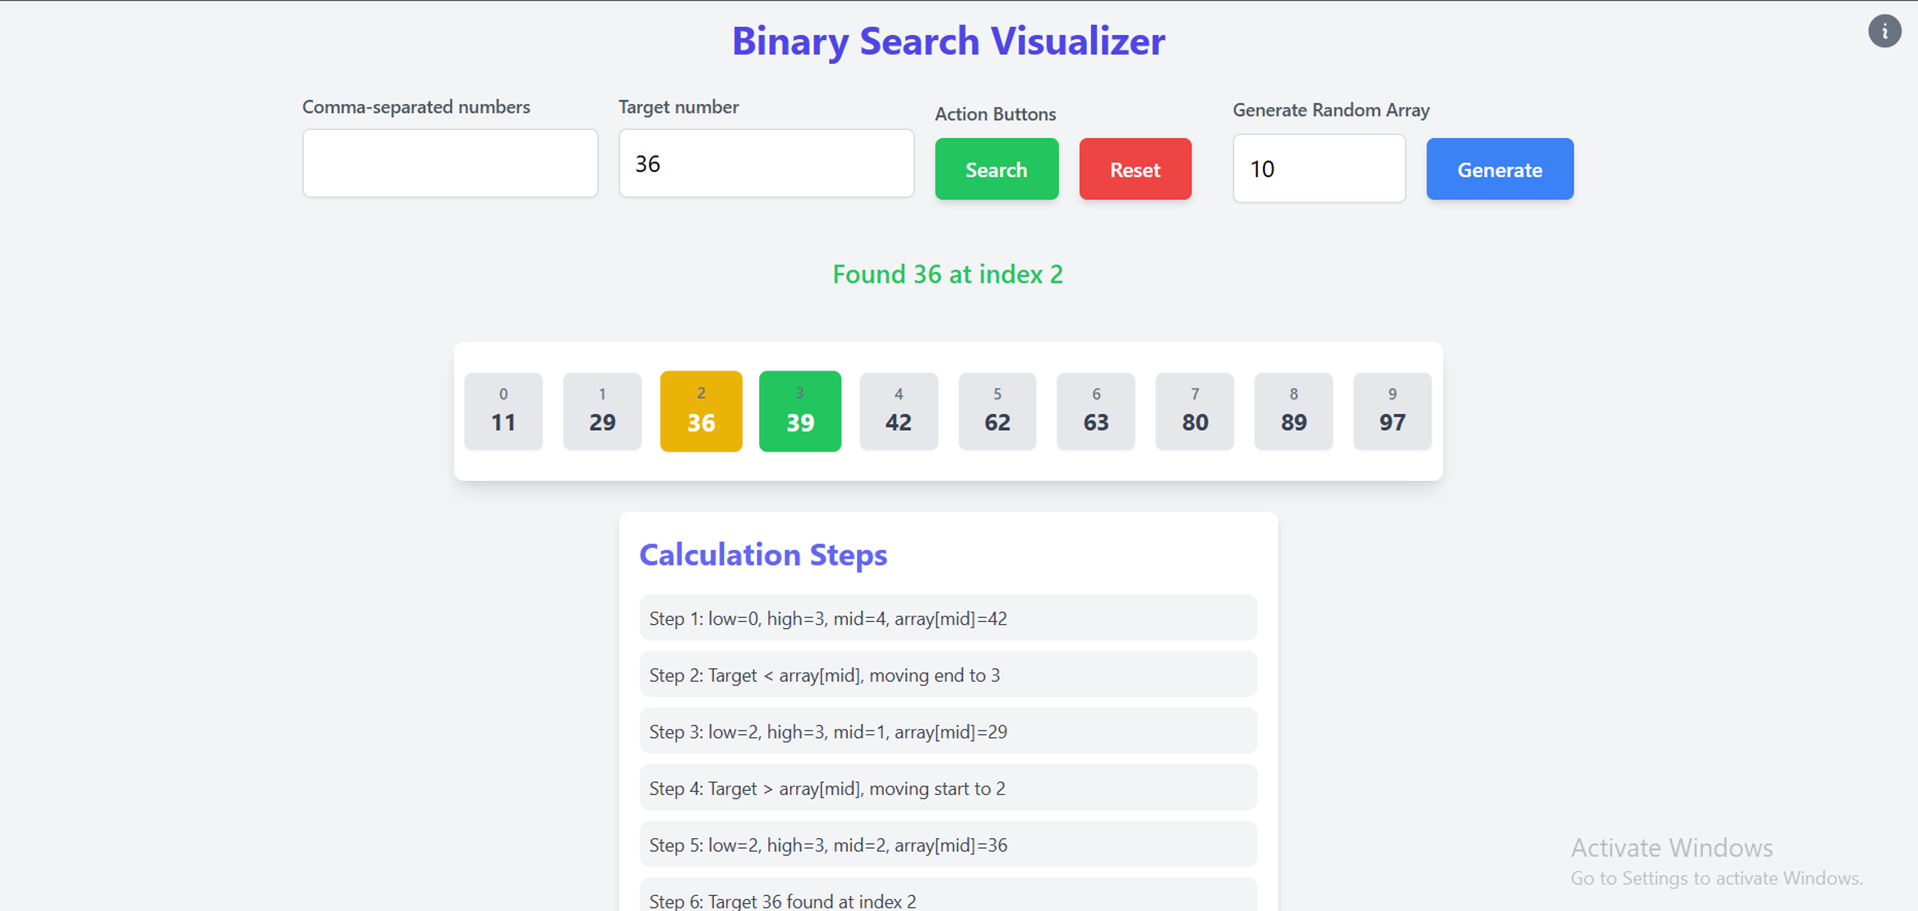 Binary Search Visualizer
i
Comma-separated numbers
Target number
Action Buttons
Generate Random Array
36
Search
Reset
10
Generate
Found 36 at index 2
0 1 2 3 4 5 6 7 8 9
11 29 36 39 42 62 63 80 89 97
Calculation Steps
Step 1: low=0, high=3, mid=4, array[mid]=42
Step 2: Target < array[mid], moving end to 3
Step 3: low=2, high=3, mid=1, array[mid]=29
Step 4: Target > array[mid], moving start to 2
Step 5: low=2, high=3, mid=2, array[mid]=36
Step 6: Target 36 found at index 2
Activate Windows
Go to Settings to activate Windows.